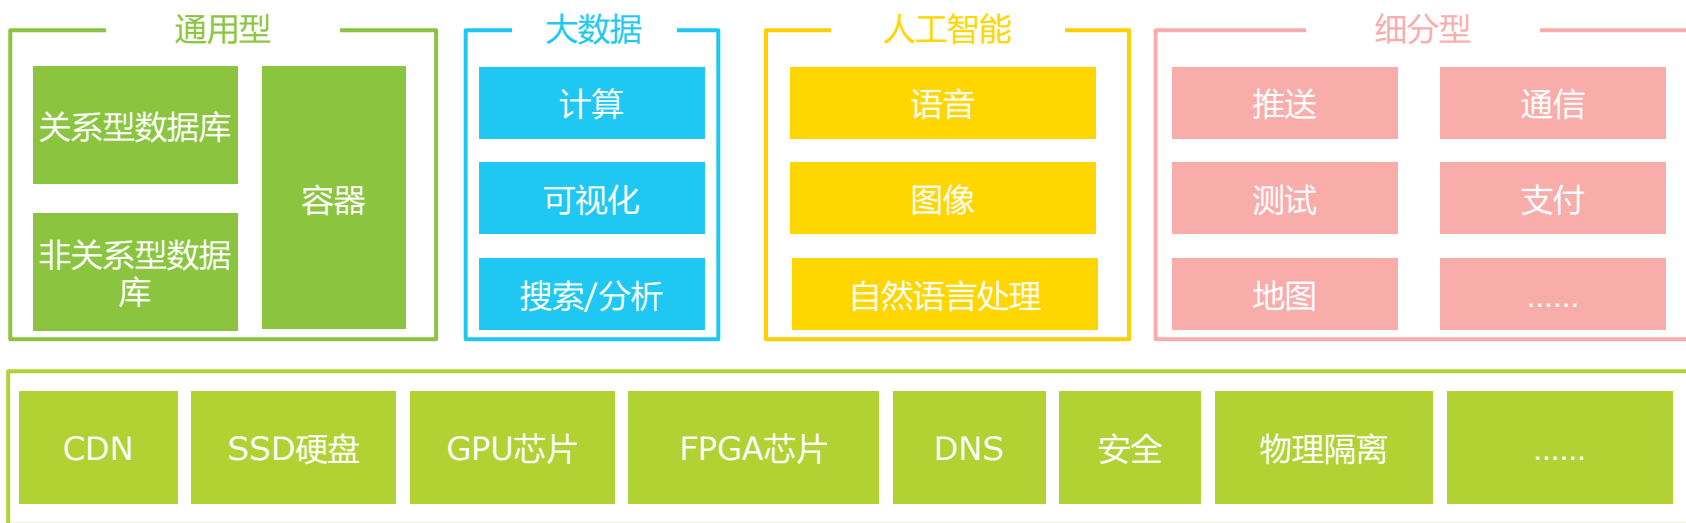 通用型
关系型数据库
非关系型数据
库
容器
大数据
计算
可视化
搜索/分析
人工智能
语音
图像
自然语言处理
细分型
推送
通信
测试
支付
地图
......
CDN
SSD硬盘
GPU芯片
FPGA芯片
DNS
安全
物理隔离
......